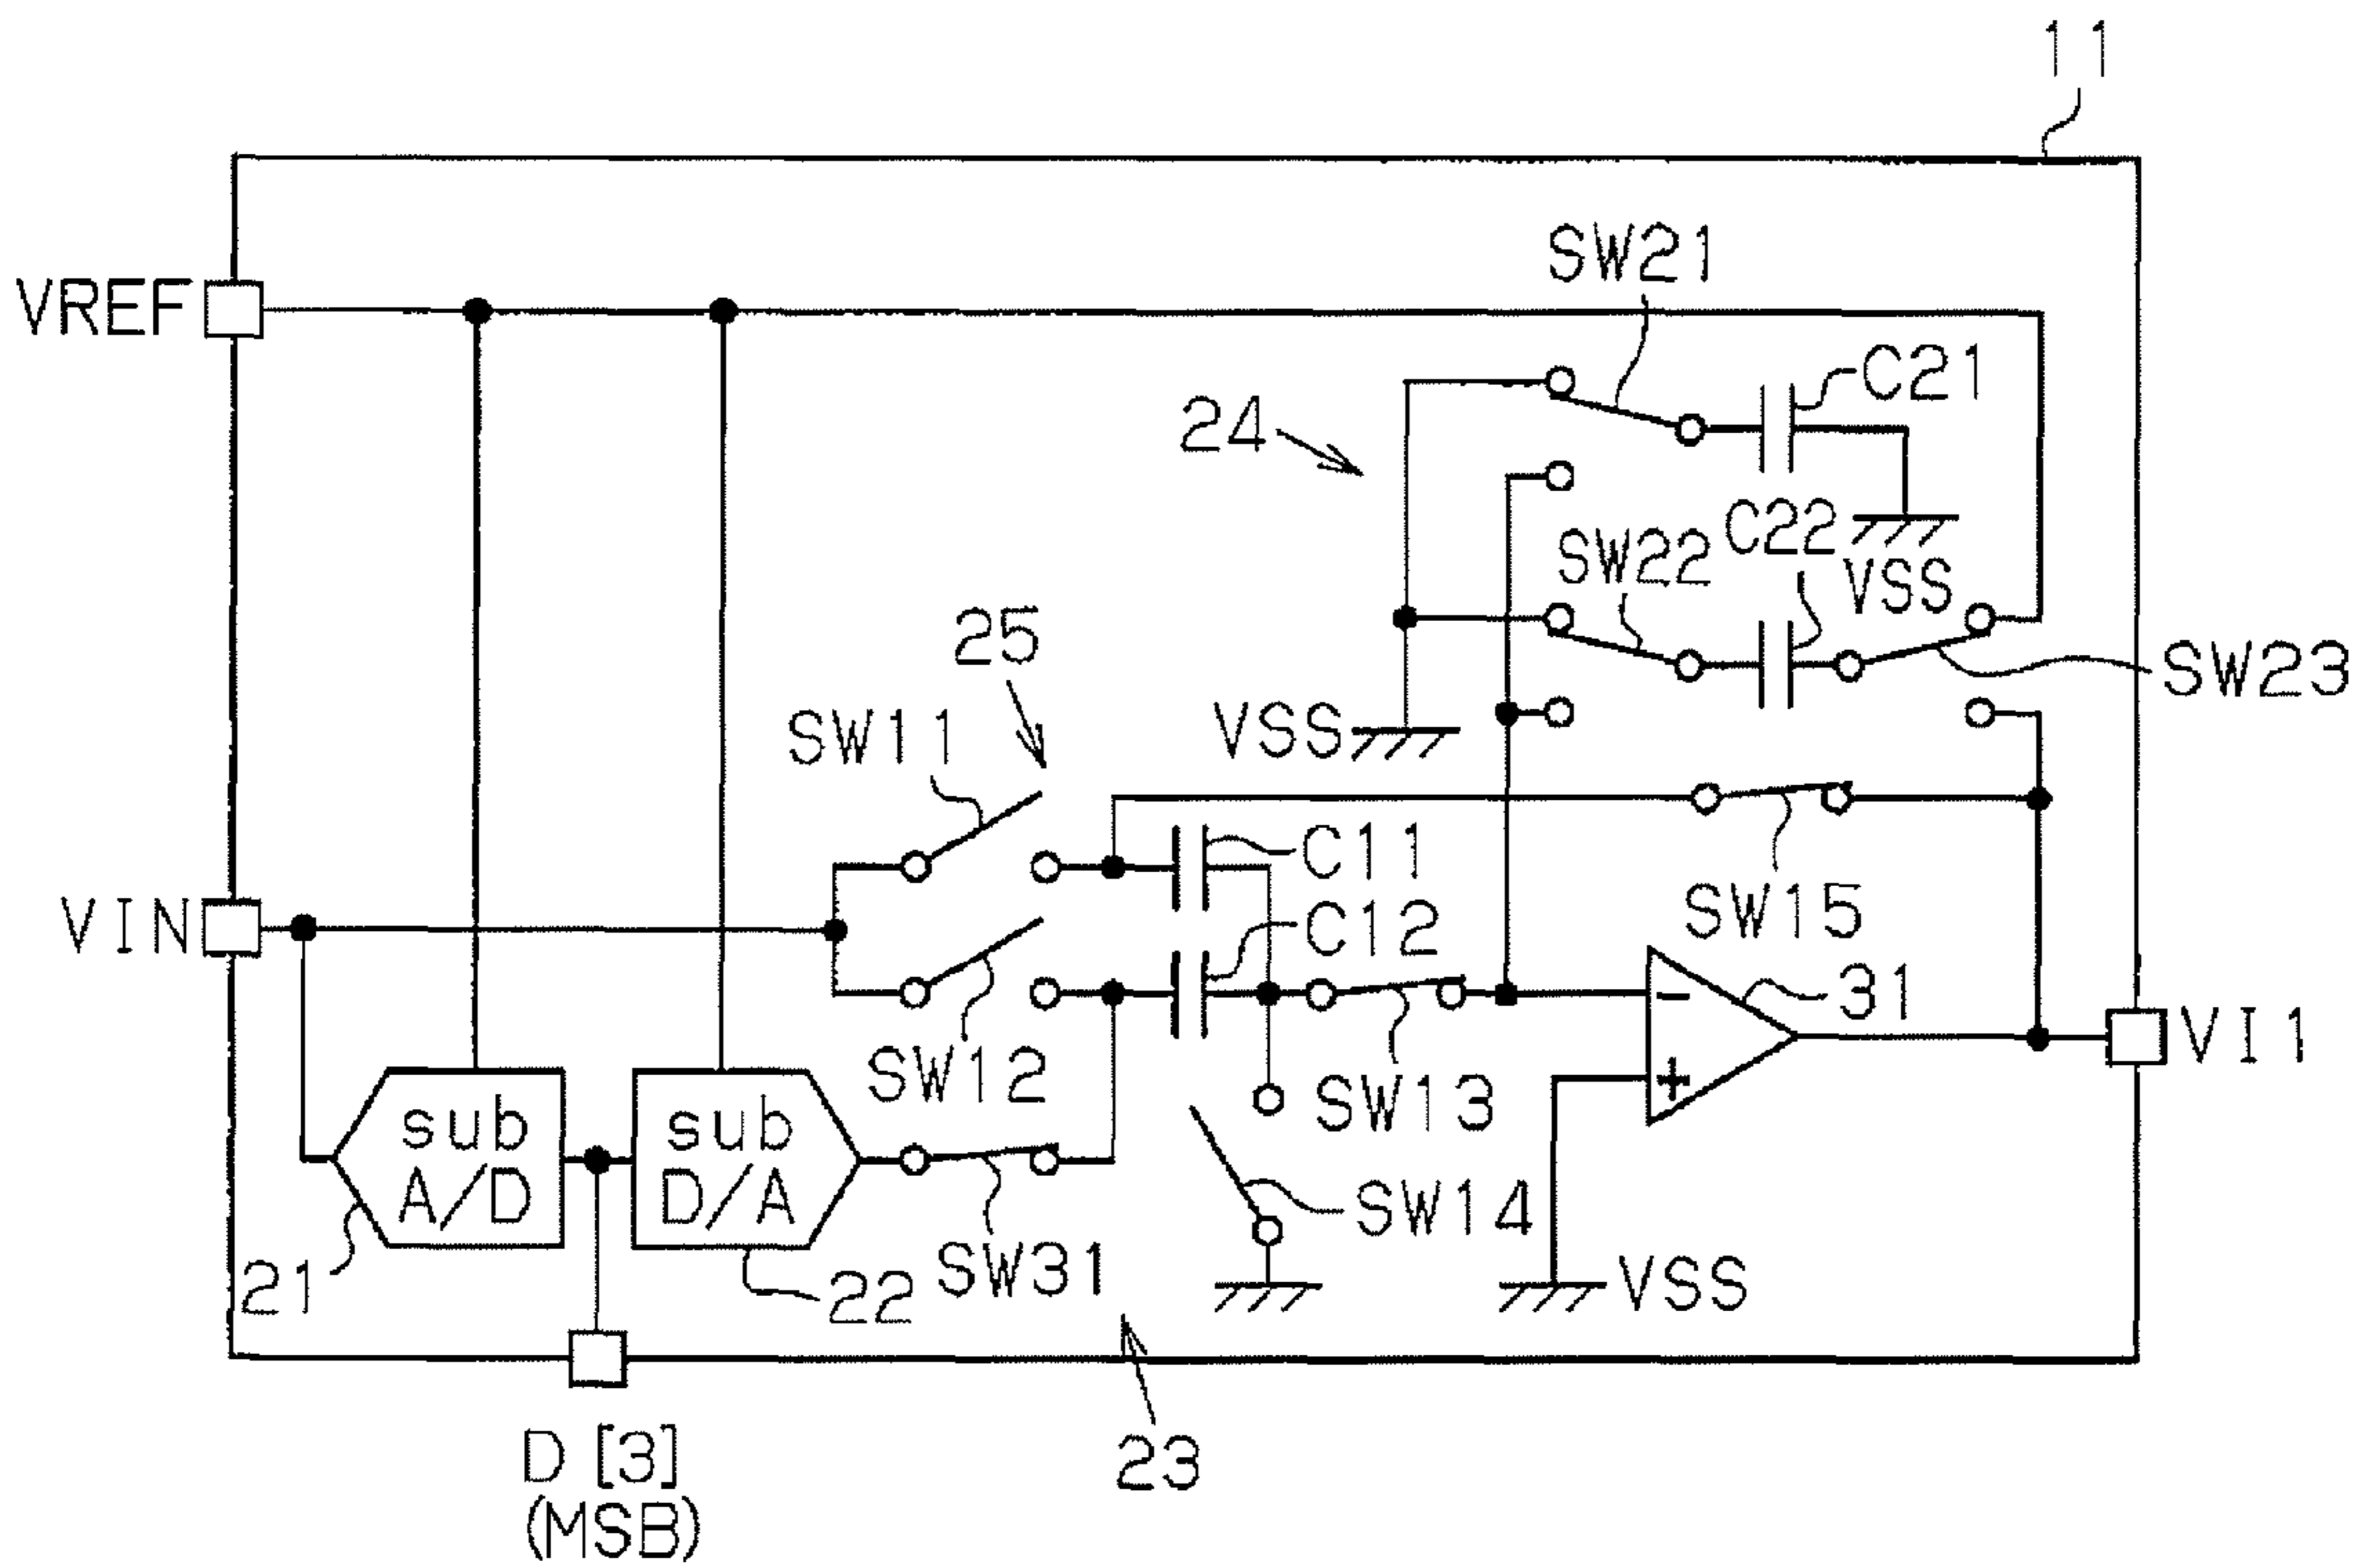 11
SW21
VREF
C21
24
C22
SW22
VSS
25
SW23
SW11
VSS
C11
VIN
C12
SW15
31
VI1
SW12
SW13
sub
A/D
sub
D/A
SW14
21
22
SW31
VSS
-
+
23
D [3]
(MSB)